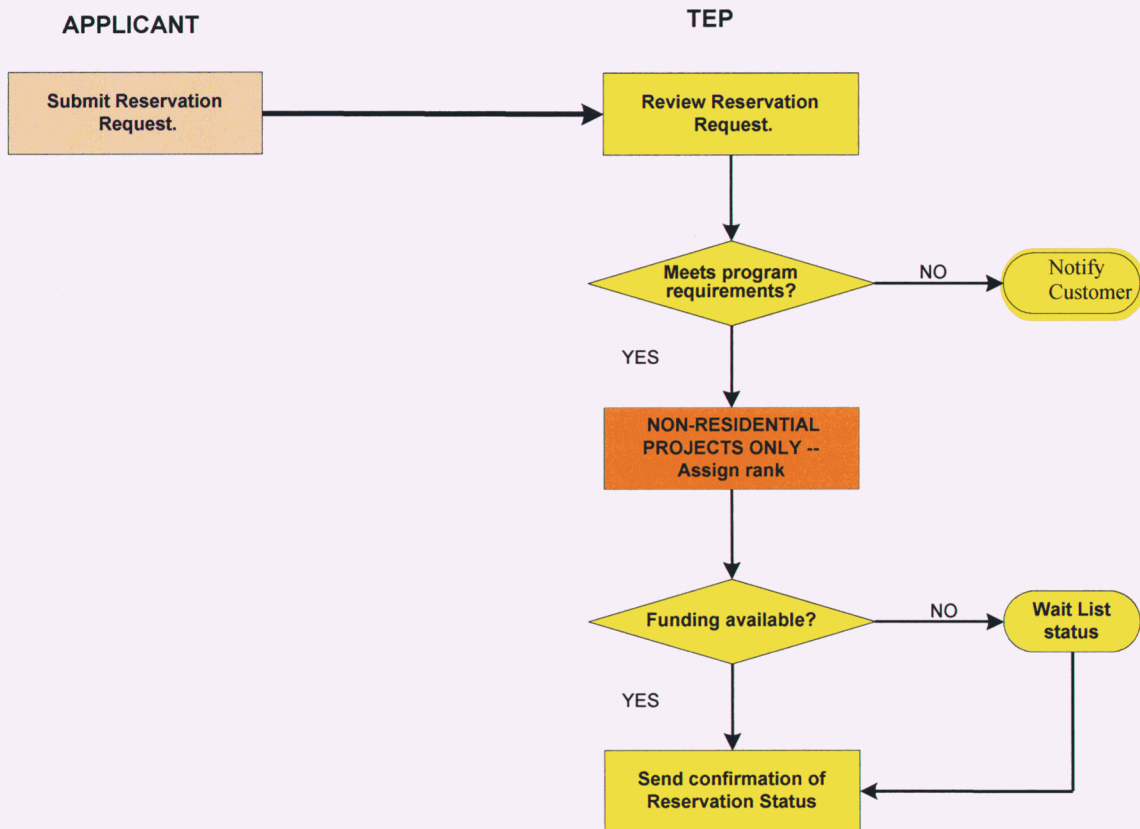 APPLICANT
TEP
Submit Reservation
Request.
Review Reservation
Request.
Meets program
requirements?
NO
Notify
Customer
YES
NON-RESIDENTIAL
PROJECTS ONLY --
Assign rank
Funding available?
NO
Wait List
status
YES
Send confirmation of
Reservation Status